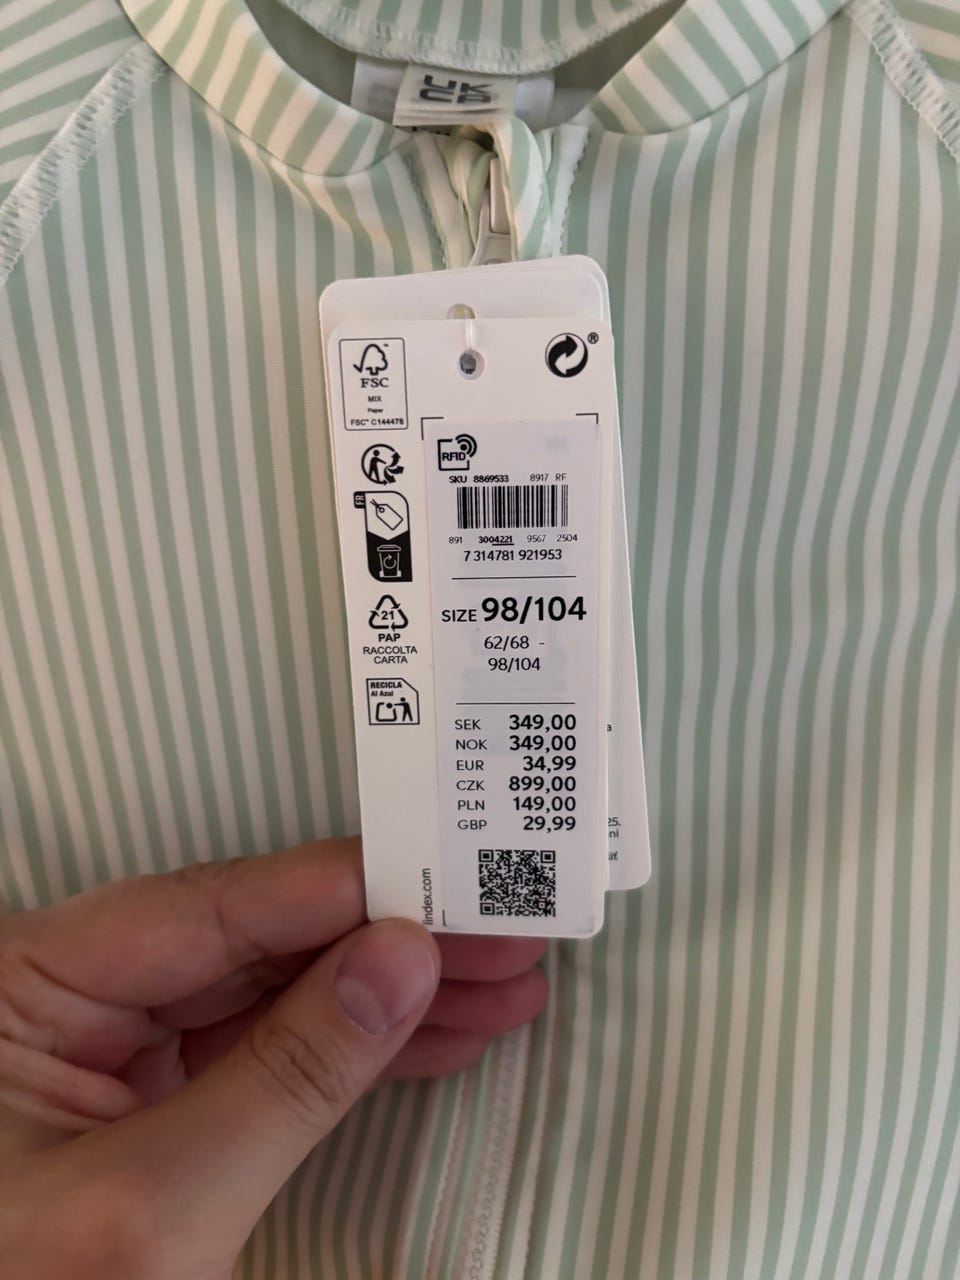 FSC
MIX
Paper
FSC™ C144478
®
RFID
SKU 8869533 8917 RF
891 3004221 9567 2504
7 314781 921953
FR
SIZE 98/104
62/68 -
98/104
21
PAP
RACCOLTA
CARTA
RECICLA
Al Azul
SEK 349,00
NOK 349,00
EUR 34,99
CZK 899,00
PLN 149,00
GBP 29,99
lindex.com
25.